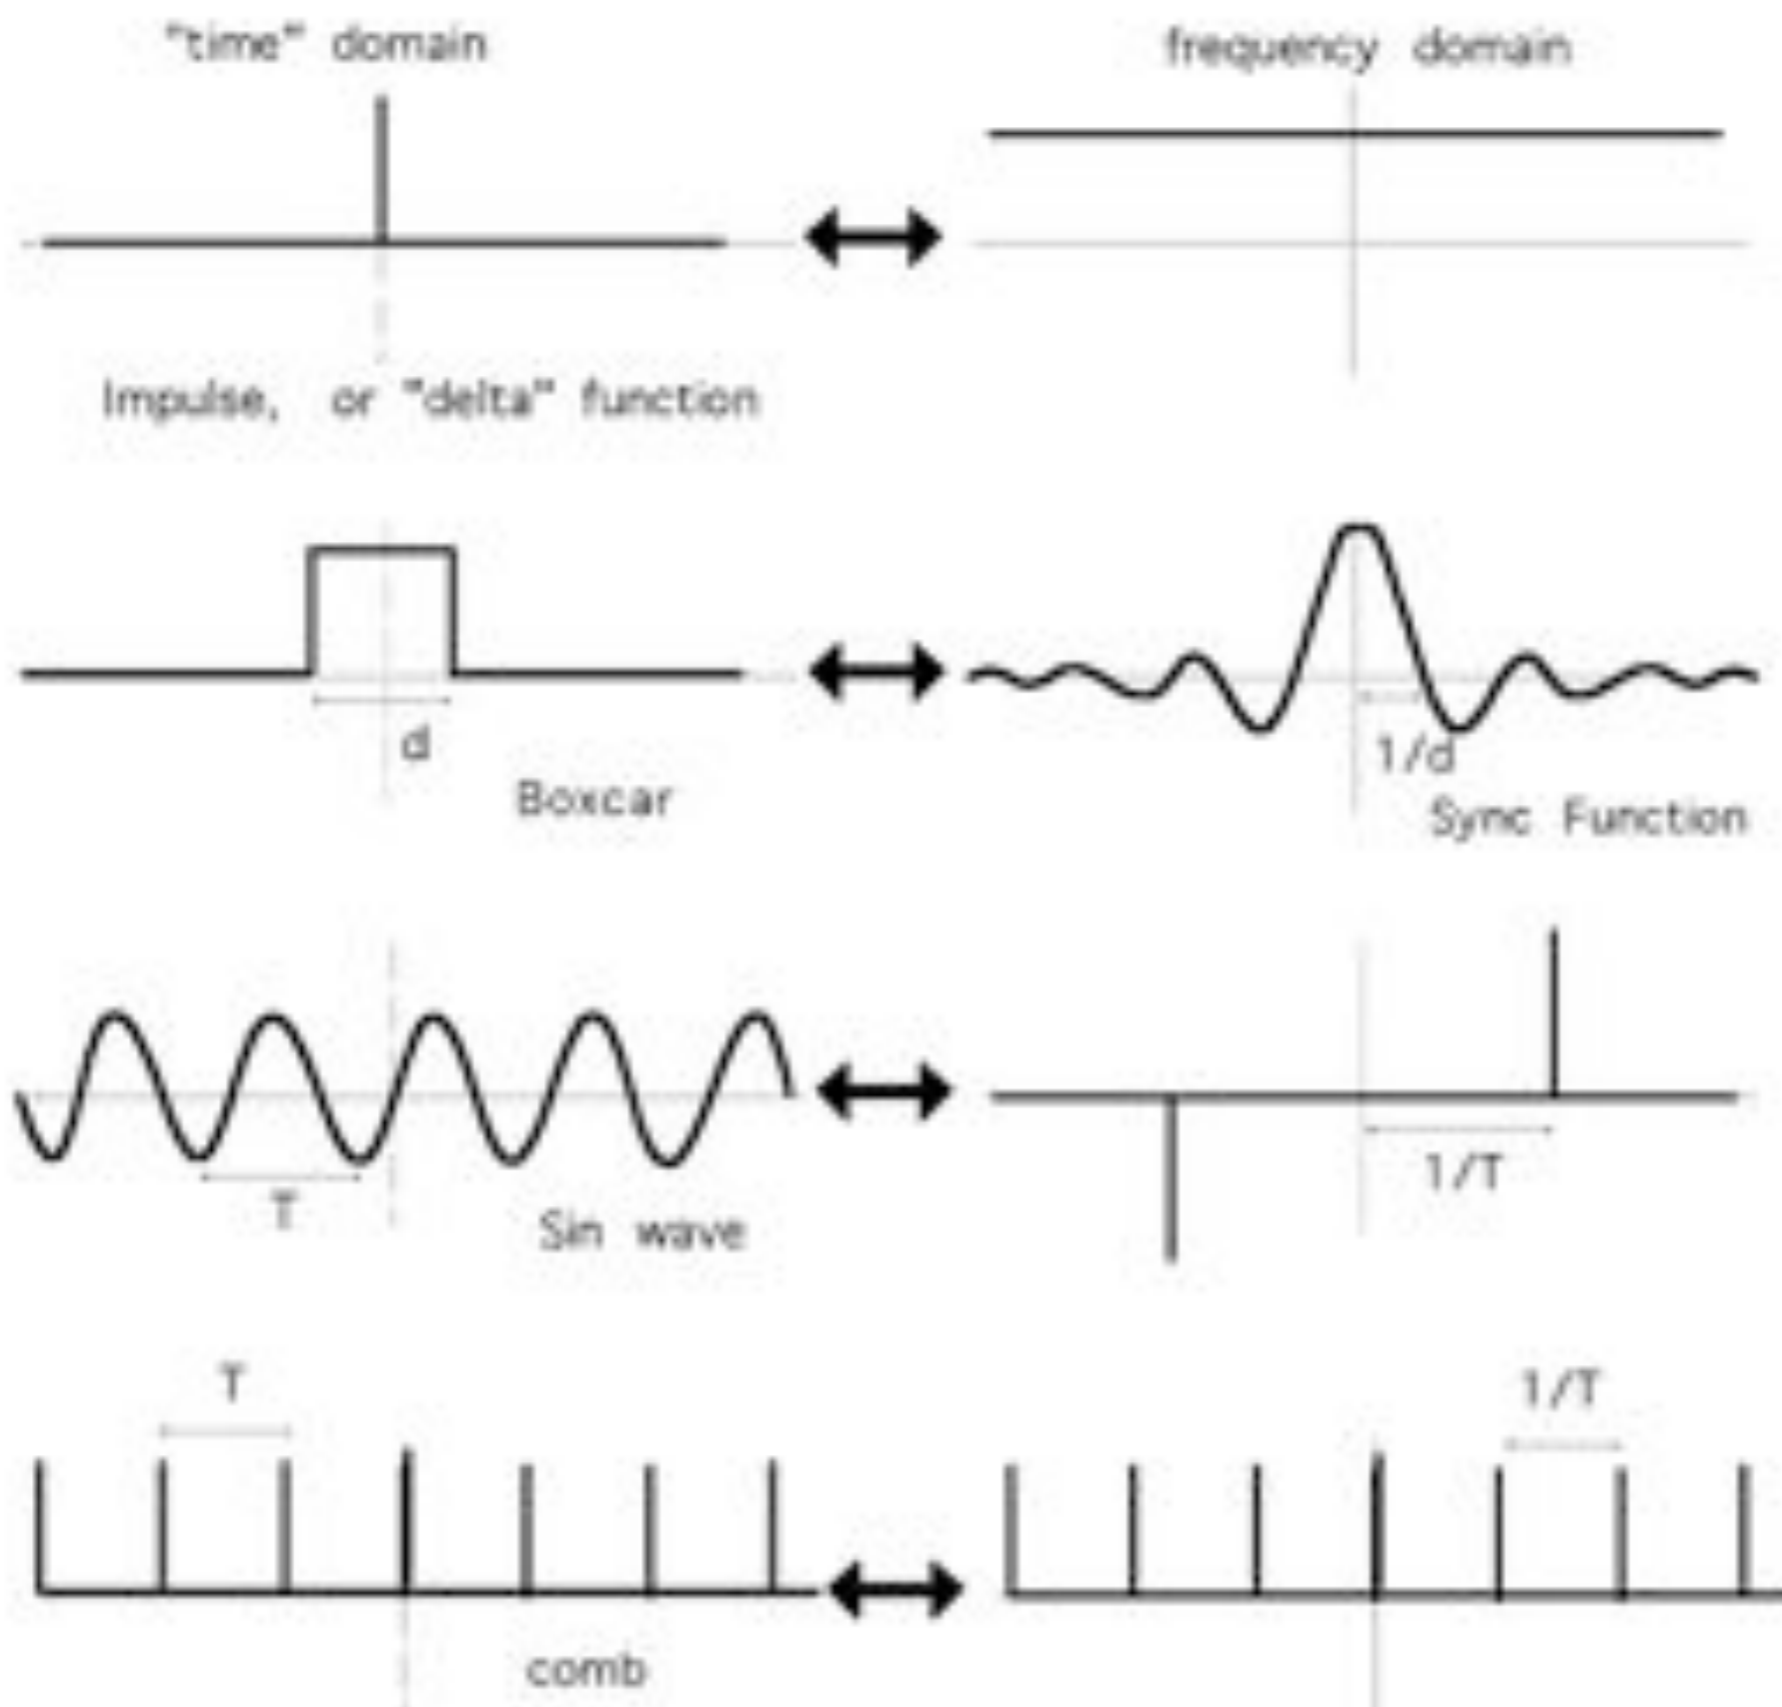 "time" domain
frequency domain
Impulse, or "delta" function
d
1/d
Boxcar
Sync Function
T
1/T
Sin wave
T
1/T
comb